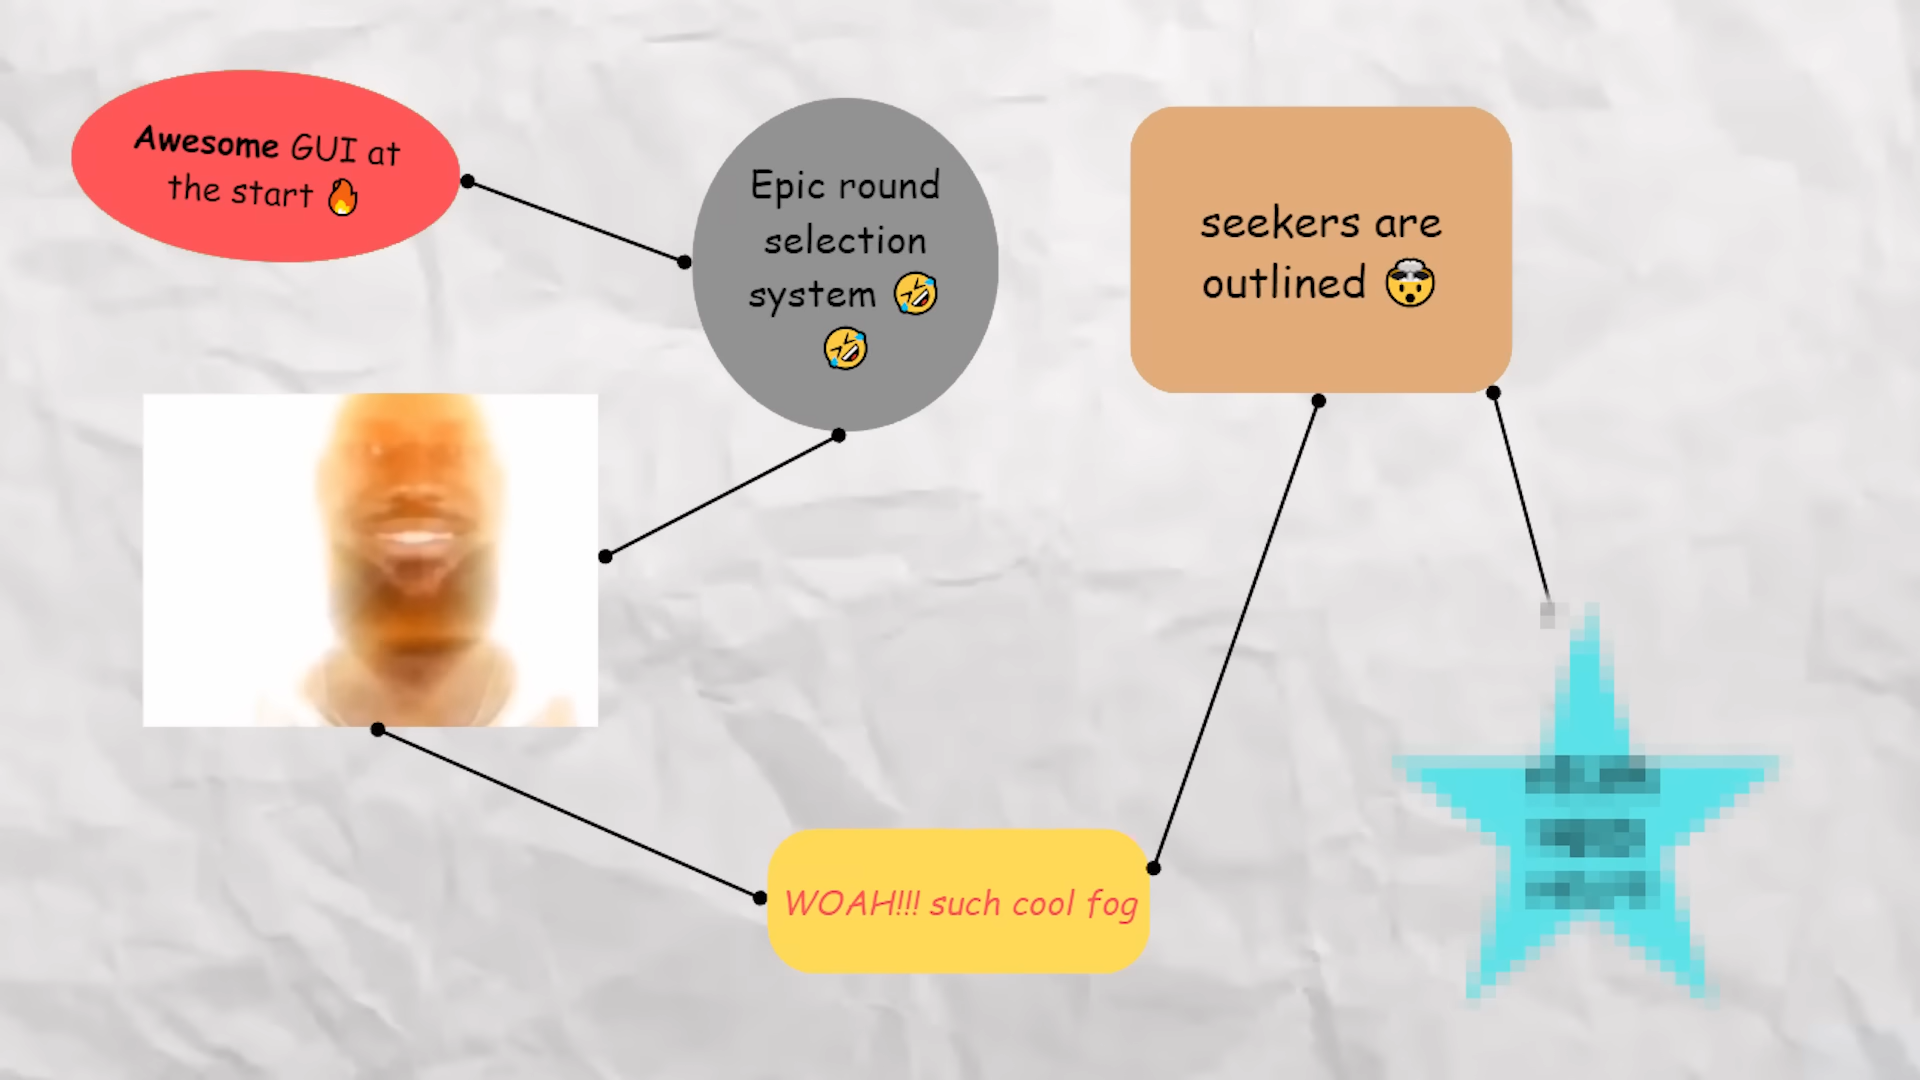 Awesome GUI at
the start 🔥
Epic round
selection
system 🤣
🤣
seekers are
outlined 🤯
WOAH!!! such cool fog